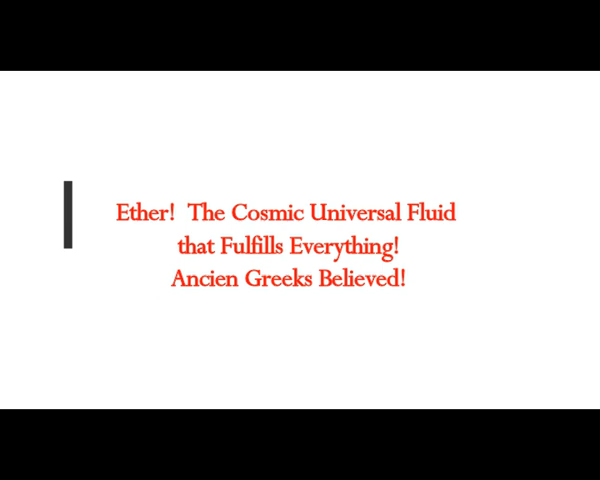 Ether!  The Cosmic Universal Fluid
that Fulfills Everything!
Ancien Greeks Believed!